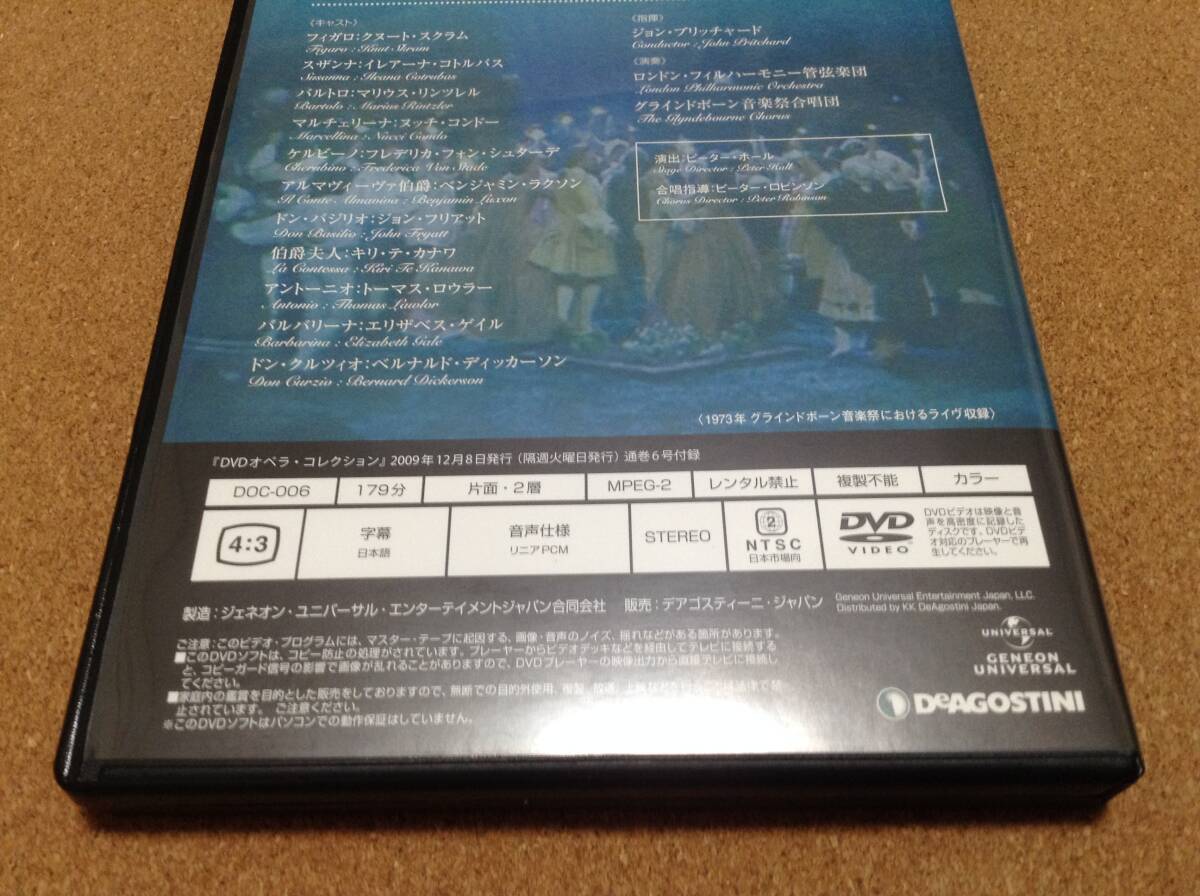 〈キャスト〉
フィガロ：クヌート・スクラム
Figaro : Knut Skram
スザンナ：イレアーナ・コトルバス
Susanna : Ileana Cotrubas
バルトロ：マリウス・リンツレル
Bartolo : Marius Rintzler
マルチェリーナ：ヌッチ・コンドー
Marcellina : Nucci Condo
ケルビーノ：フレデリカ・フォン・シュターデ
Cherubino : Frederica Von Stade
アルマヴィーヴァ伯爵：ベンジャミン・ラクソン
Il Conte Almaviva : Benjamin Luxon
ドン・バジリオ：ジョン・フリアット
Don Basilio : John Fryatt
伯爵夫人：キリ・テ・カナワ
La Contessa : Kiri Te Kanawa
アントーニオ：トーマス・ロウラー
Antonio : Thomas Lawlor
バルバリーナ：エリザベス・ゲイル
Barbarina : Elizabeth Gale
ドン・クルツィオ：ベルナルド・ディッカーソン
Don Curzio : Bernard Dickerson
〈指揮〉
ジョン・プリッチャード
Conductor : John Pritchard
〈演奏〉
ロンドン・フィルハーモニー管弦楽団
London Philharmonic Orchestra
グラインドボーン音楽祭合唱団
The Glyndebourne Chorus
演出：ピーター・ホール
Stage Director : Peter Hall
合唱指導：ピーター・ロビンソン
Chorus Director : Peter Robinson
〈1973年 グラインドボーン音楽祭におけるライヴ収録〉
『DVDオペラ・コレクション』2009年12月8日発行（隔週火曜日発行）通巻6号付録
DOC-006 179分 片面・2層 MPEG-2 レンタル禁止 複製不能 カラー
4:3
字幕
日本語
音声仕様
リニアPCM
STEREO
2
NTSC
日本市場向
DVD
VIDEO
DVDビデオは映像と音
声を高密度に記録した
ディスクです。DVDビデ
オ対応のプレーヤーで再
生してください。
製造：ジェネオン・ユニバーサル・エンターテイメントジャパン合同会社 販売：デアゴスティーニ・ジャパン
Geneon Universal Entertainment Japan, LLC.
Distributed by KK DeAgostini Japan.
ご注意：このビデオ・プログラムには、マスター・テープに起因する、画像・音声のノイズ、揺れなどがある箇所があります。
■このDVDソフトは、コピー防止の処理がされています。プレーヤーからビデオデッキなどを経由してテレビに接続する
と、コピーガード信号の影響で画像が乱れることがありますので、DVDプレーヤーの映像出力から直接テレビに接続し
てください。
■家庭内の鑑賞を目的とした販売をしておりますので、無断での目的外使用、複製、放送、上映などを行うことは法律で禁
止されています。 ご注意ください。
※このDVDソフトはパソコンでの動作保証はしていません。
UNIVERSAL
GENEON
UNIVERSAL
DeAGOSTINI